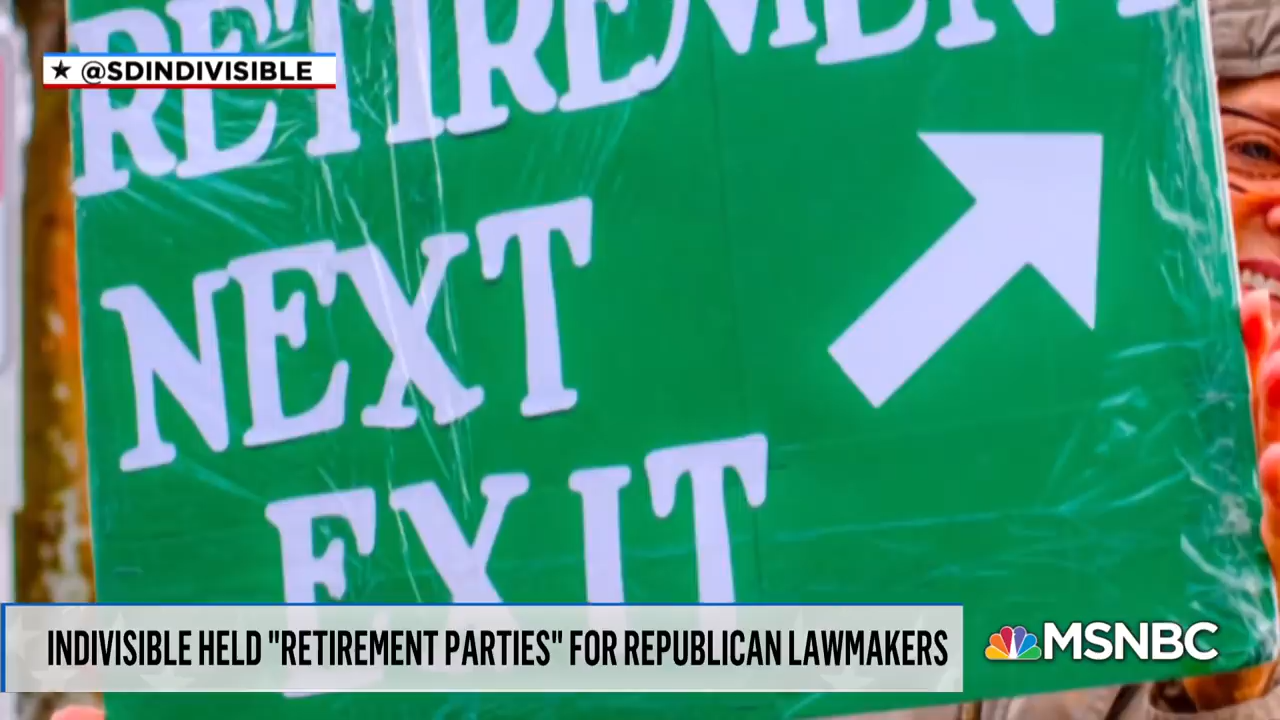 ★ @SDINDIVISIBLE
RETIREMENT
NEXT
EXIT
INDIVISIBLE HELD "RETIREMENT PARTIES" FOR REPUBLICAN LAWMAKERS
MSNBC